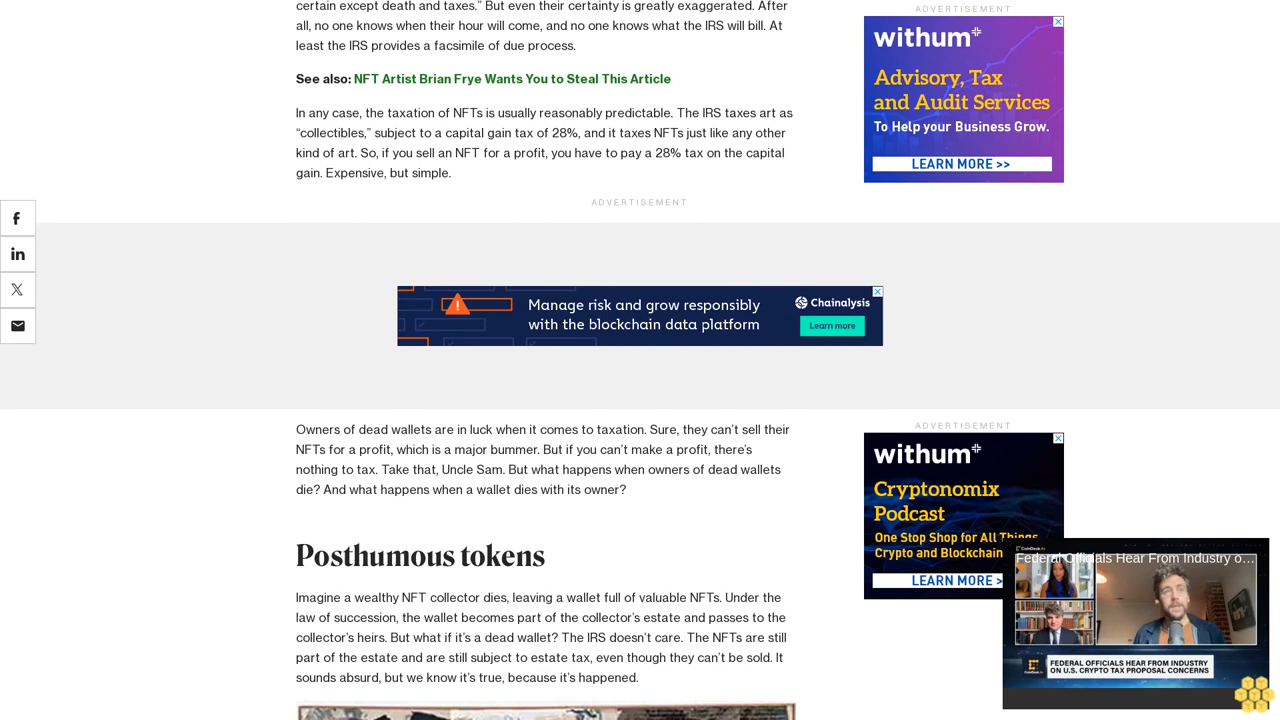 certain except death and taxes.” But even their certainty is greatly exaggerated. After
all, no one knows when their hour will come, and no one knows what the IRS will bill. At
least the IRS provides a facsimile of due process.
See also: NFT Artist Brian Frye Wants You to Steal This Article
In any case, the taxation of NFTs is usually reasonably predictable. The IRS taxes art as
“collectibles,” subject to a capital gain tax of 28%, and it taxes NFTs just like any other
kind of art. So, if you sell an NFT for a profit, you have to pay a 28% tax on the capital
gain. Expensive, but simple.
ADVERTISEMENT
withum
Advisory, Tax
and Audit Services
To Help your Business Grow.
LEARN MORE >>
ADVERTISEMENT
Manage risk and grow responsibly
with the blockchain data platform
Chainalysis
Learn more
Owners of dead wallets are in luck when it comes to taxation. Sure, they can’t sell their
NFTs for a profit, which is a major bummer. But if you can’t make a profit, there’s
nothing to tax. Take that, Uncle Sam. But what happens when owners of dead wallets
die? And what happens when a wallet dies with its owner?
Posthumous tokens
Imagine a wealthy NFT collector dies, leaving a wallet full of valuable NFTs. Under the
law of succession, the wallet becomes part of the collector’s estate and passes to the
collector’s heirs. But what if it’s a dead wallet? The IRS doesn’t care. The NFTs are still
part of the estate and are still subject to estate tax, even though they can’t be sold. It
sounds absurd, but we know it’s true, because it’s happened.
ADVERTISEMENT
withum
Cryptonomix
Podcast
One Stop Shop for All Things
Crypto and Blockchain
LEARN MORE >
Federal Officials Hear From Industry o...
FEDERAL OFFICIALS HEAR FROM INDUSTRY
ON U.S. CRYPTO TAX PROPOSAL CONCERNS